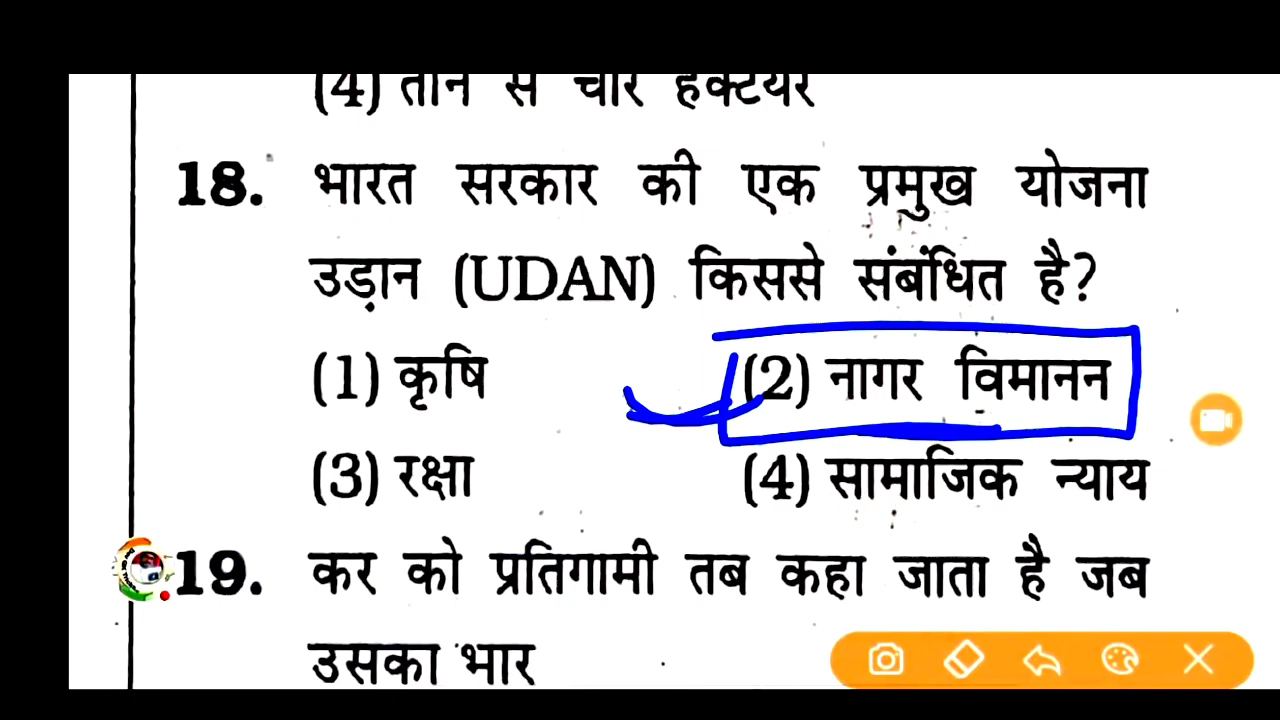 (4) तीन से चार हेक्टेयर
18. भारत सरकार की एक प्रमुख योजना
उड़ान (UDAN) किससे संबंधित है?
(1) कृषि (2) नागर विमानन
(3) रक्षा (4) सामाजिक न्याय
19. कर को प्रतिगामी तब कहा जाता है जब
उसका भार